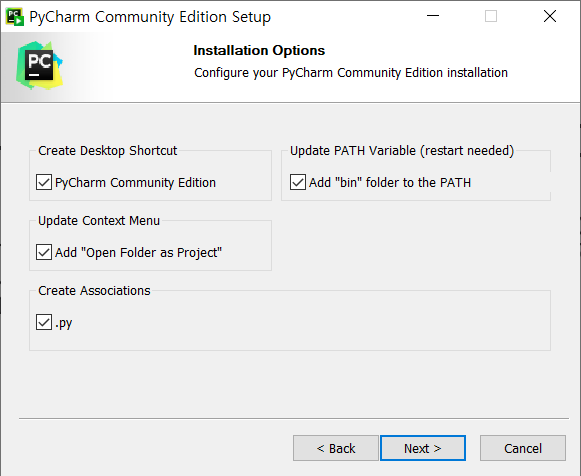 PyCharm Community Edition Setup
PC
Installation Options
Configure your PyCharm Community Edition installation
Create Desktop Shortcut
PyCharm Community Edition
Update PATH Variable (restart needed)
Add "bin" folder to the PATH
Update Context Menu
Add "Open Folder as Project"
Create Associations
.py
< Back
Next >
Cancel